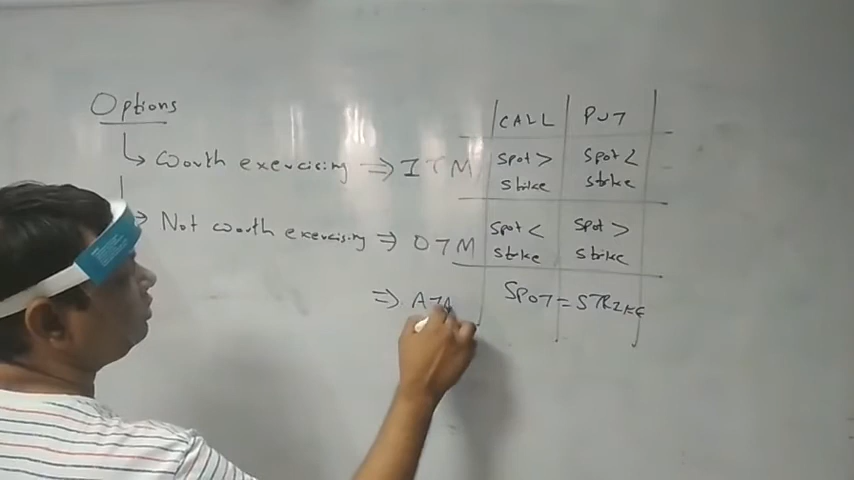 Options
CALL PUT
Worth exercising ⇒ ITM
spot > strike
spot < strike
Not worth exercising ⇒ OTM
spot < strike
spot > strike
⇒ ATM
SPOT = STRIKE